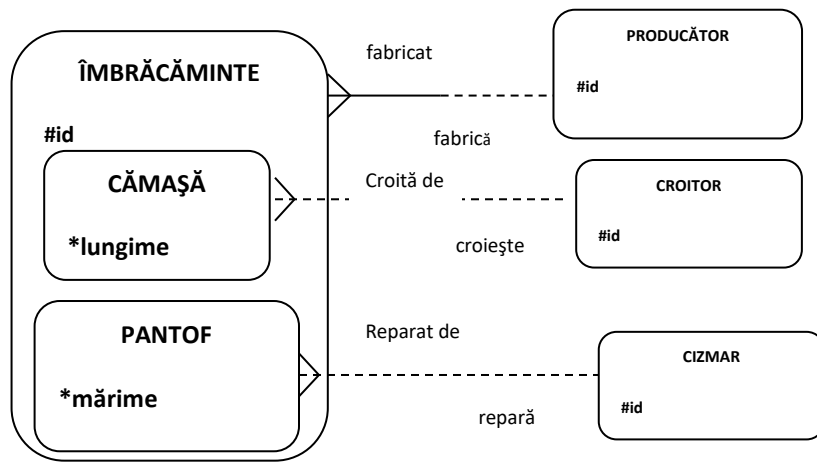 ÎMBRĂCĂMINTE
#id
CĂMAŞĂ
*lungime
PANTOF
*mărime
fabricat
fabrică
PRODUCĂTOR
#id
Croită de
croieşte
CROITOR
#id
Reparat de
repară
CIZMAR
#id